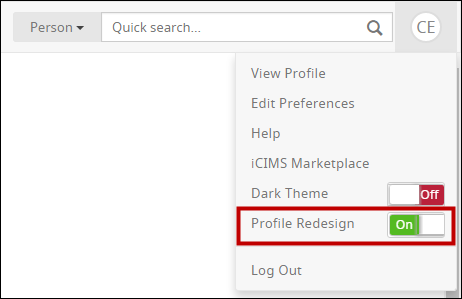 Person Quick search... CE
View Profile
Edit Preferences
Help
iCIMS Marketplace
Dark Theme Off
Profile Redesign On
Log Out